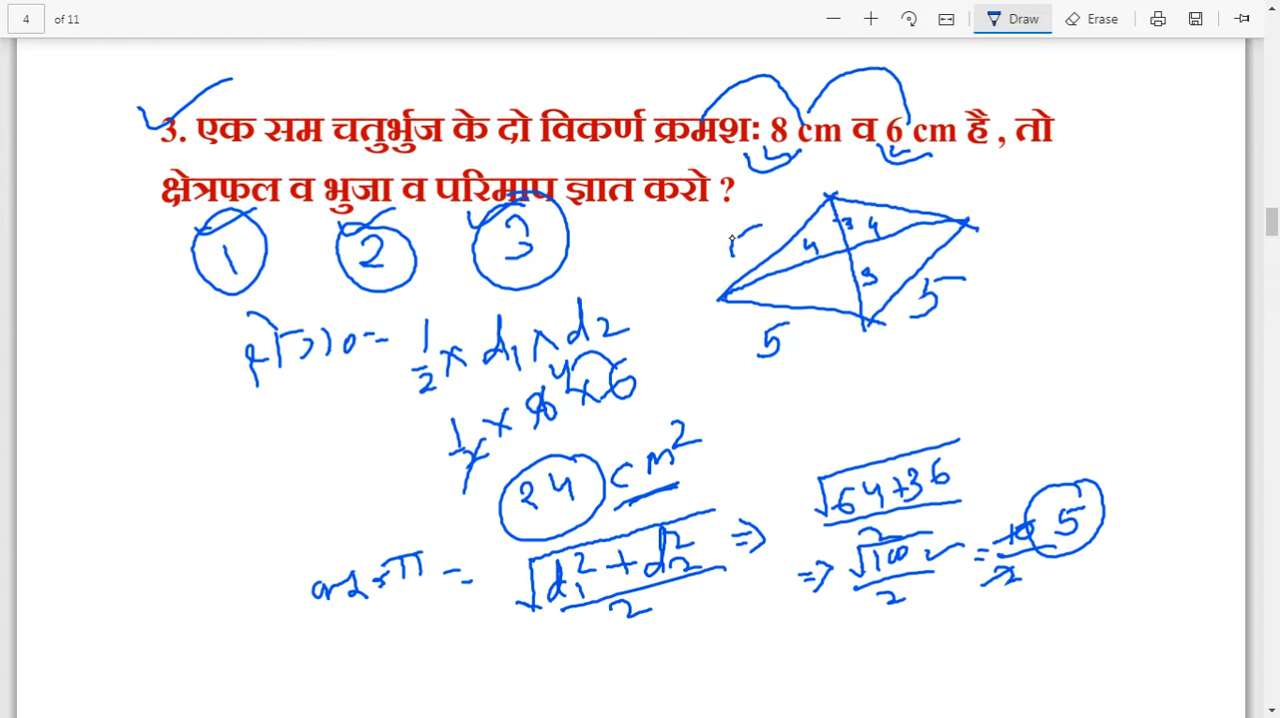 4 of 11 Draw Erase
3. एक सम चतुर्भुज के दो विकर्ण क्रमशः 8 cm व 6 cm है , तो
क्षेत्रफल व भुजा व परिमाप ज्ञात करो ?
1 2 3
3 4
4 3
5 5
= 1/2 × d1 × d2
1/2 × 8 4 × 6
24 cm²
√64+36 / 2
= √d1² + d2² / 2 ⇒
⇒ √100 / 2 = 10 / 2 5